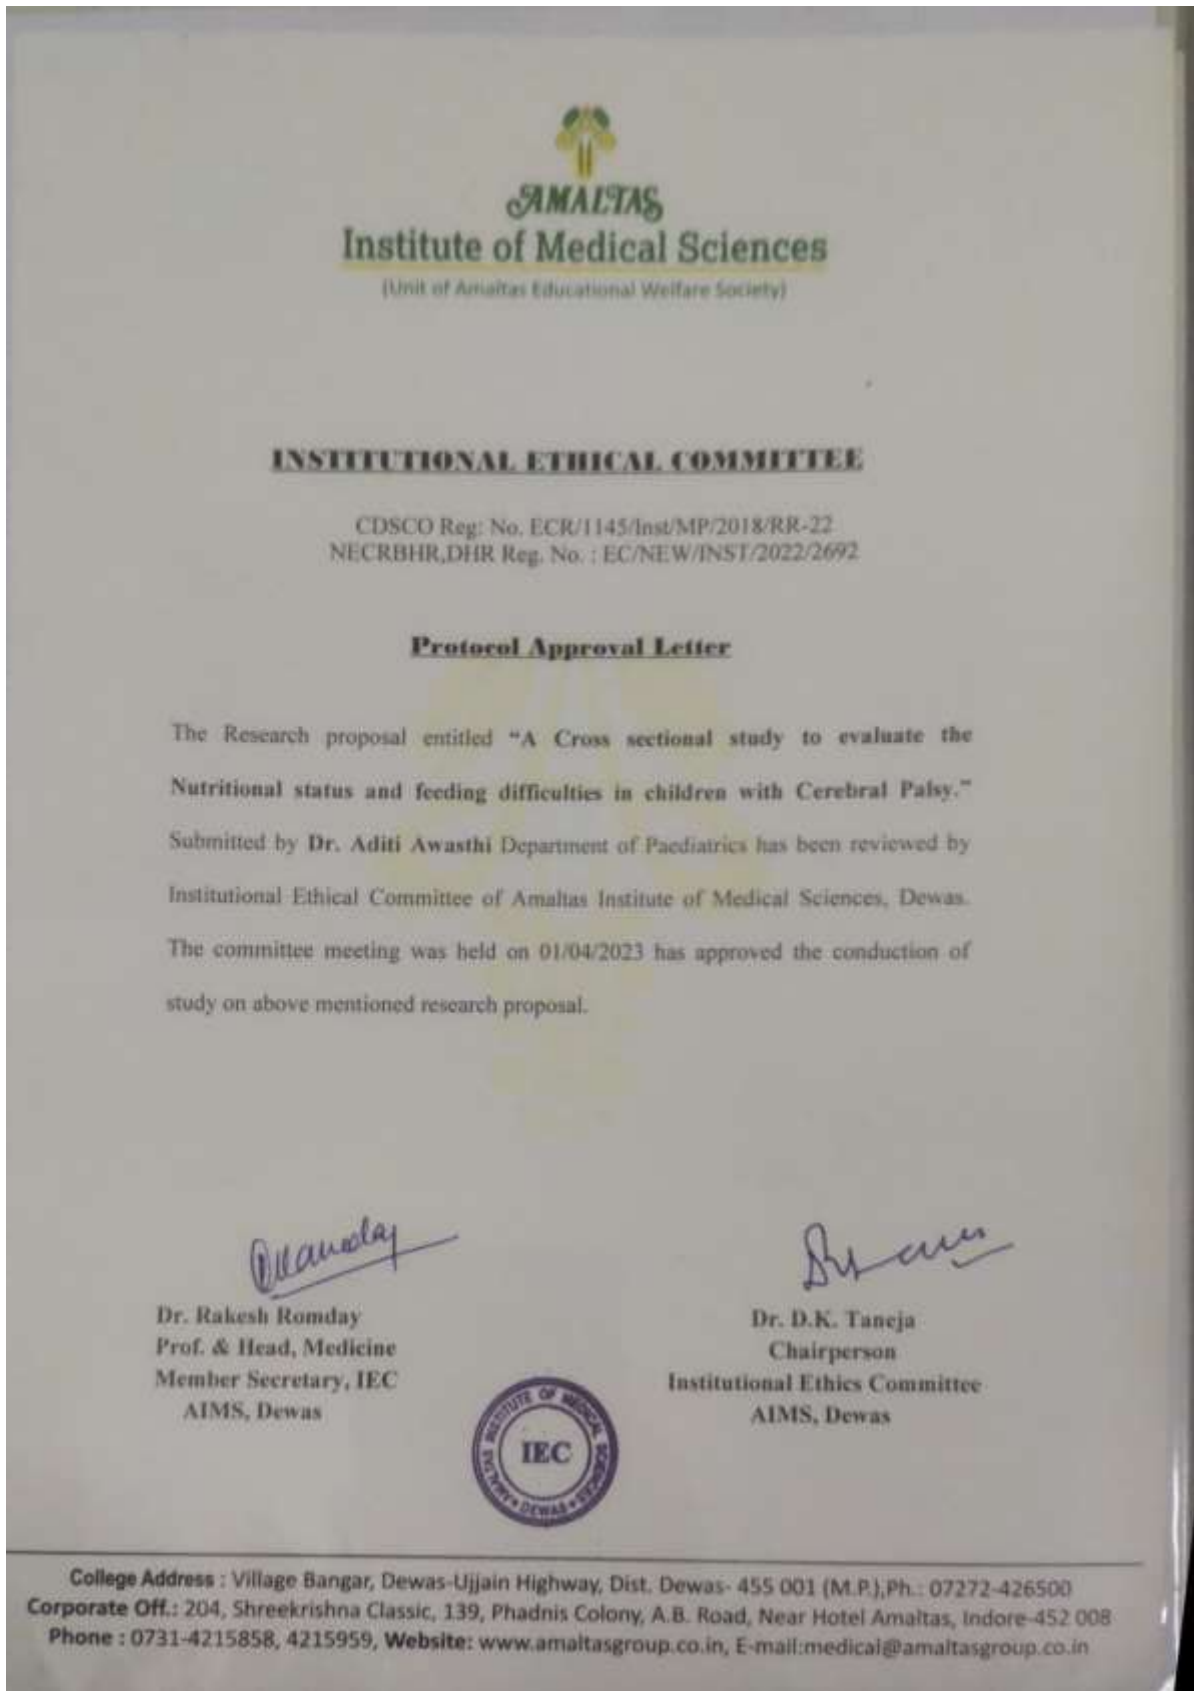 AMALTAS
Institute of Medical Sciences
(Unit of Amaltas Educational Welfare Society)
INSTITUTIONAL ETHICAL COMMITTEE
CDSCO Reg: No. ECR/1145/Inst/MP/2018/RR-22
NECRBHR,DHR Reg. No. : EC/NEW/INST/2022/2692
Protocol Approval Letter
The Research proposal entitled “A Cross sectional study to evaluate the
Nutritional status and feeding difficulties in children with Cerebral Palsy.”
Submitted by Dr. Aditi Awasthi Department of Paediatrics has been reviewed by
Institutional Ethical Committee of Amaltas Institute of Medical Sciences, Dewas.
The committee meeting was held on 01/04/2023 has approved the conduction of
study on above mentioned research proposal.
Dr. Rakesh Romday
Prof. & Head, Medicine
Member Secretary, IEC
AIMS, Dewas
Dr. D.K. Taneja
Chairperson
Institutional Ethics Committee
AIMS, Dewas
AMALTAS INSTITUTE OF MEDICAL SCIENCES
IEC
DEWAS
College Address : Village Bangar, Dewas-Ujjain Highway, Dist. Dewas- 455 001 (M.P.),Ph.: 07272-426500
Corporate Off.: 204, Shreekrishna Classic, 139, Phadnis Colony, A.B. Road, Near Hotel Amaltas, Indore-452 008
Phone : 0731-4215858, 4215959, Website: www.amaltasgroup.co.in, E-mail:medical@amaltasgroup.co.in